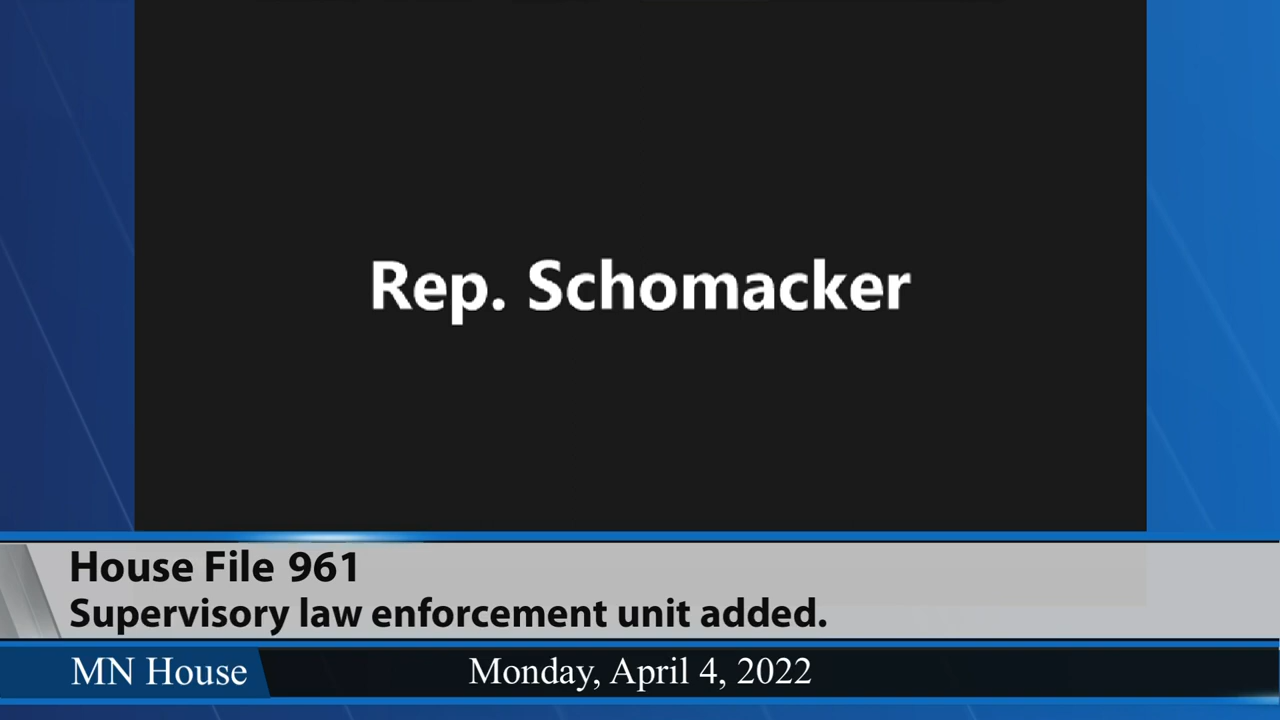 Rep. Schomacker
House File 961
Supervisory law enforcement unit added.
MN House
Monday, April 4, 2022